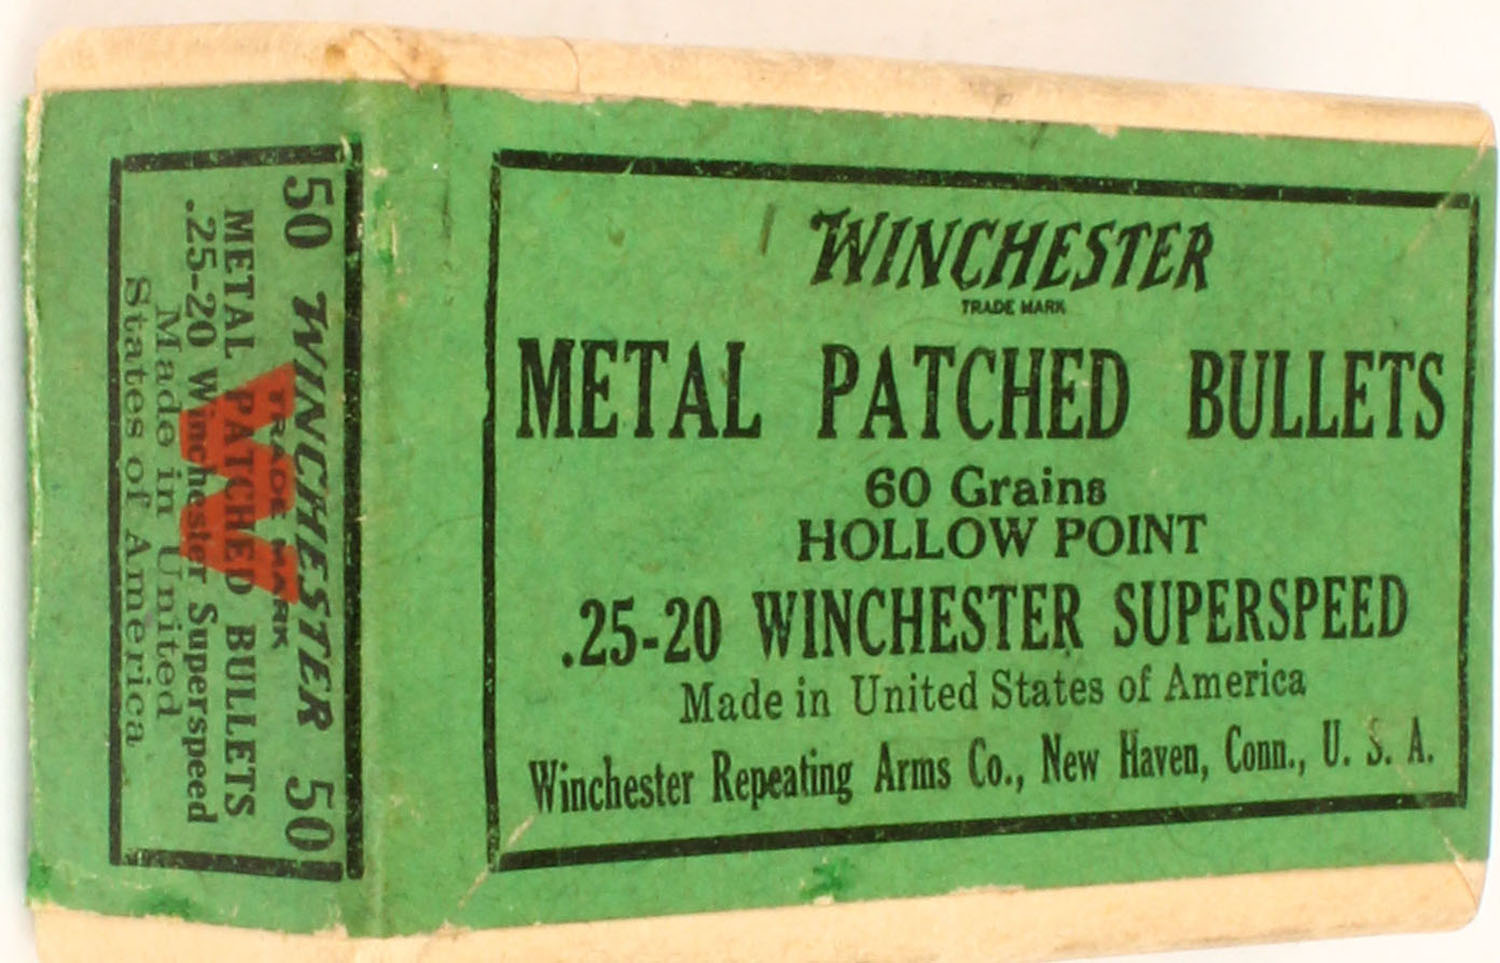 WINCHESTER
TRADE MARK
METAL PATCHED BULLETS
60 Grains
HOLLOW POINT
.25-20 WINCHESTER SUPERSPEED
Made in United States of America
Winchester Repeating Arms Co., New Haven, Conn., U. S. A.
50 WINCHESTER 50
TRADE MARK
METAL PATCHED BULLETS
.25-20 Winchester Superspeed
Made in United
States of America
W